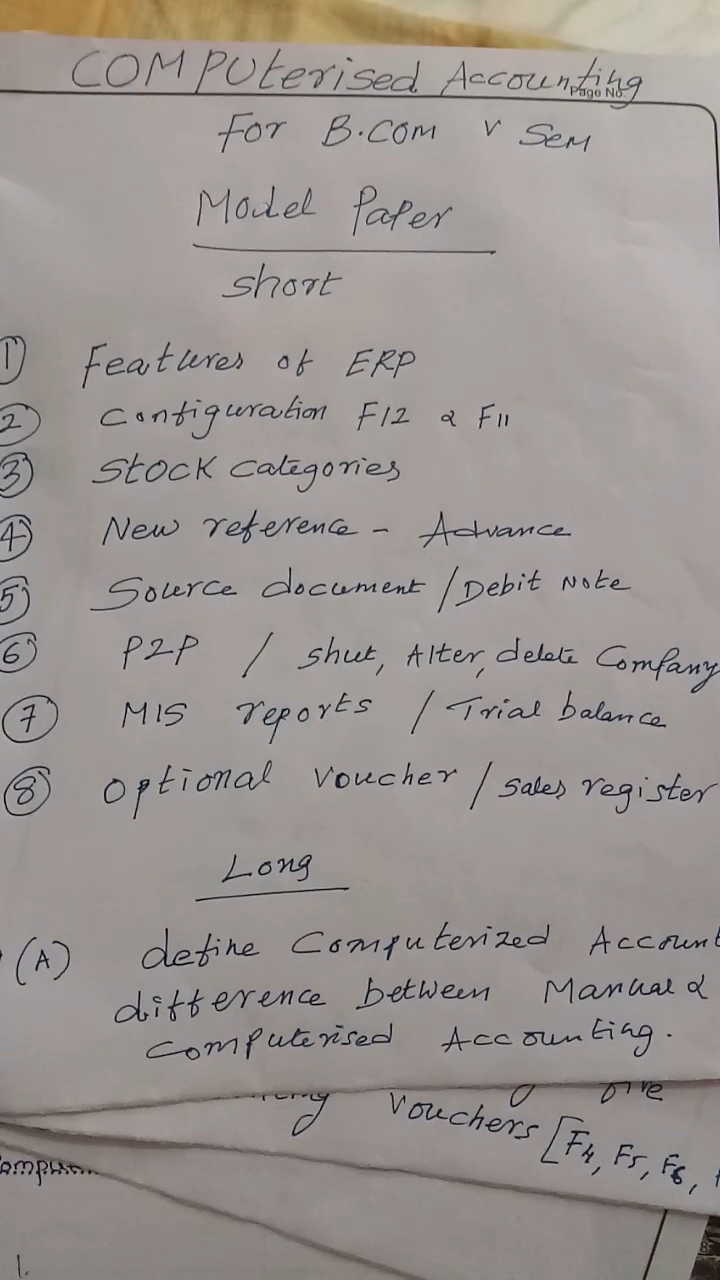 COMPUterised Accounting
Page No.
For B.COM V Sem
Model Paper
Short
1 Features of ERP
2 Configuration F12 & F11
3 Stock categories
4 New reference - Advance
5 Source document / Debit Note
6 P2P / shut, Alter, delete Company
7 MIS reports / Trial balance
8 optional voucher / sales register
Long
(A) define Computerized Account
difference between Manual &
Computerised Accounting.
Vouchers [F4, F5, F6,
1.